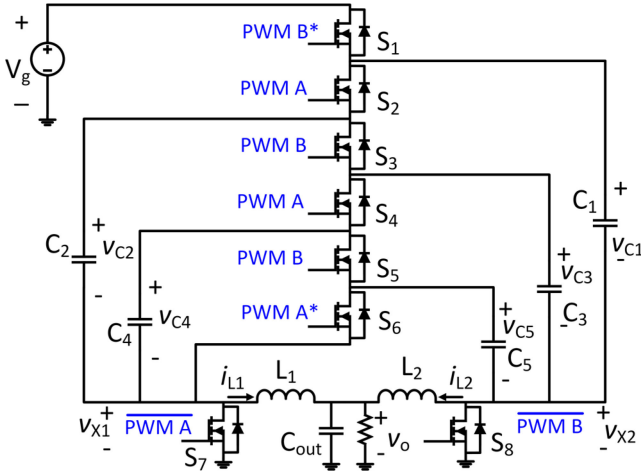 +
PWM B*
S1
Vg
–
PWM A
S2
PWM B
S3
PWM A
S4
C1
+
vC1
-
C2
+
vC2
-
PWM B
S5
+
vC3
-
C3
C4
+
vC4
-
PWM A*
S6
+
vC5
-
C5
iL1
L1
L2
iL2
vX1
+
-
PWM A
S7
Cout
+
vo
-
S8
PWM B
+
vX2
-